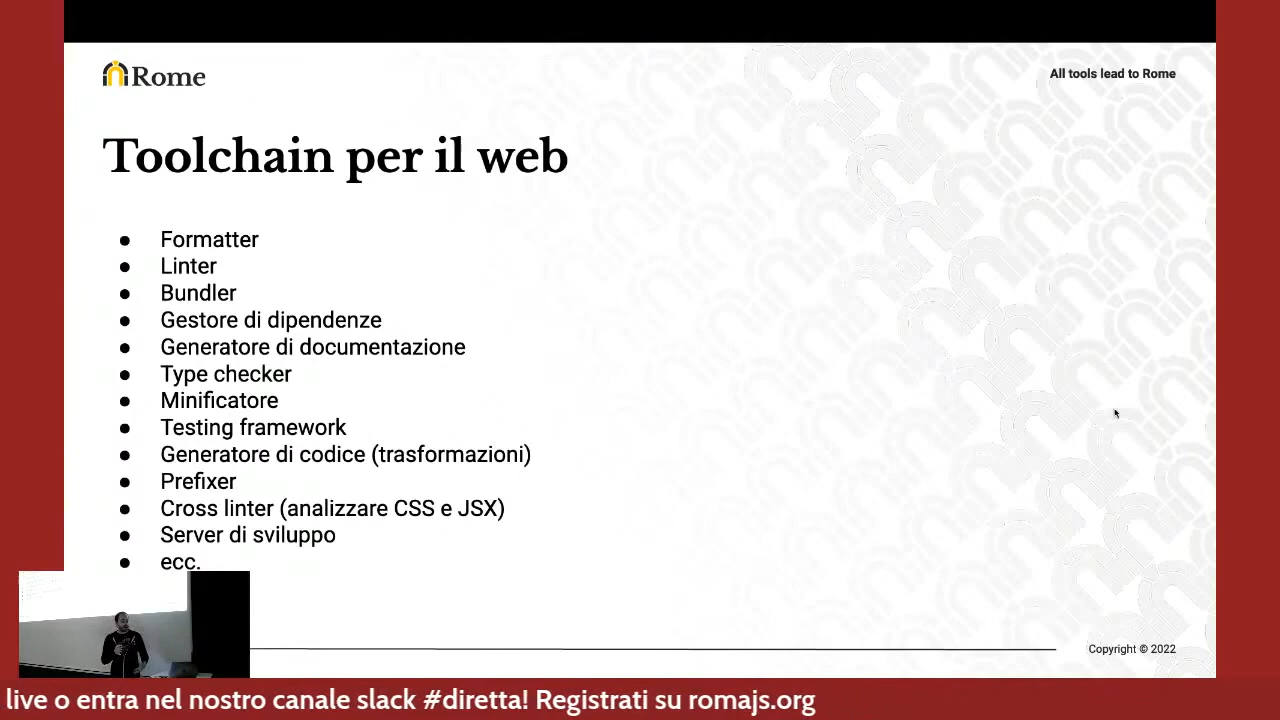 Rome
All tools lead to Rome
Toolchain per il web
● Formatter
● Linter
● Bundler
● Gestore di dipendenze
● Generatore di documentazione
● Type checker
● Minificatore
● Testing framework
● Generatore di codice (trasformazioni)
● Prefixer
● Cross linter (analizzare CSS e JSX)
● Server di sviluppo
● ecc.
Copyright © 2022
live o entra nel nostro canale slack #diretta! Registrati su romajs.org